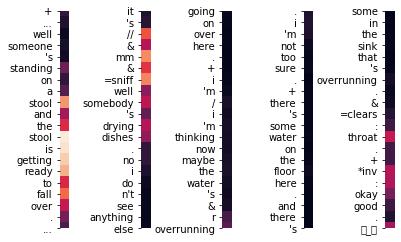 +
...
well
someone
's
standing
on
a
stool
and
the
stool
is
getting
ready
to
fall
over
.
...
it
's
//
&
mm
&
=sniff
well
somebody
's
drying
dishes
.
no
i
do
n't
see
anything
else
going
on
over
here
.
+
i
'm
/
i
'm
thinking
now
maybe
the
water
's
&
r
overrunning
.
i
'm
not
too
sure
.
+
there
's
some
water
on
the
floor
here
.
and
there
's
some
in
the
sink
that
's
overrunning
.
&
=clears
:
throat
.
+
*inv
:
okay
good
.